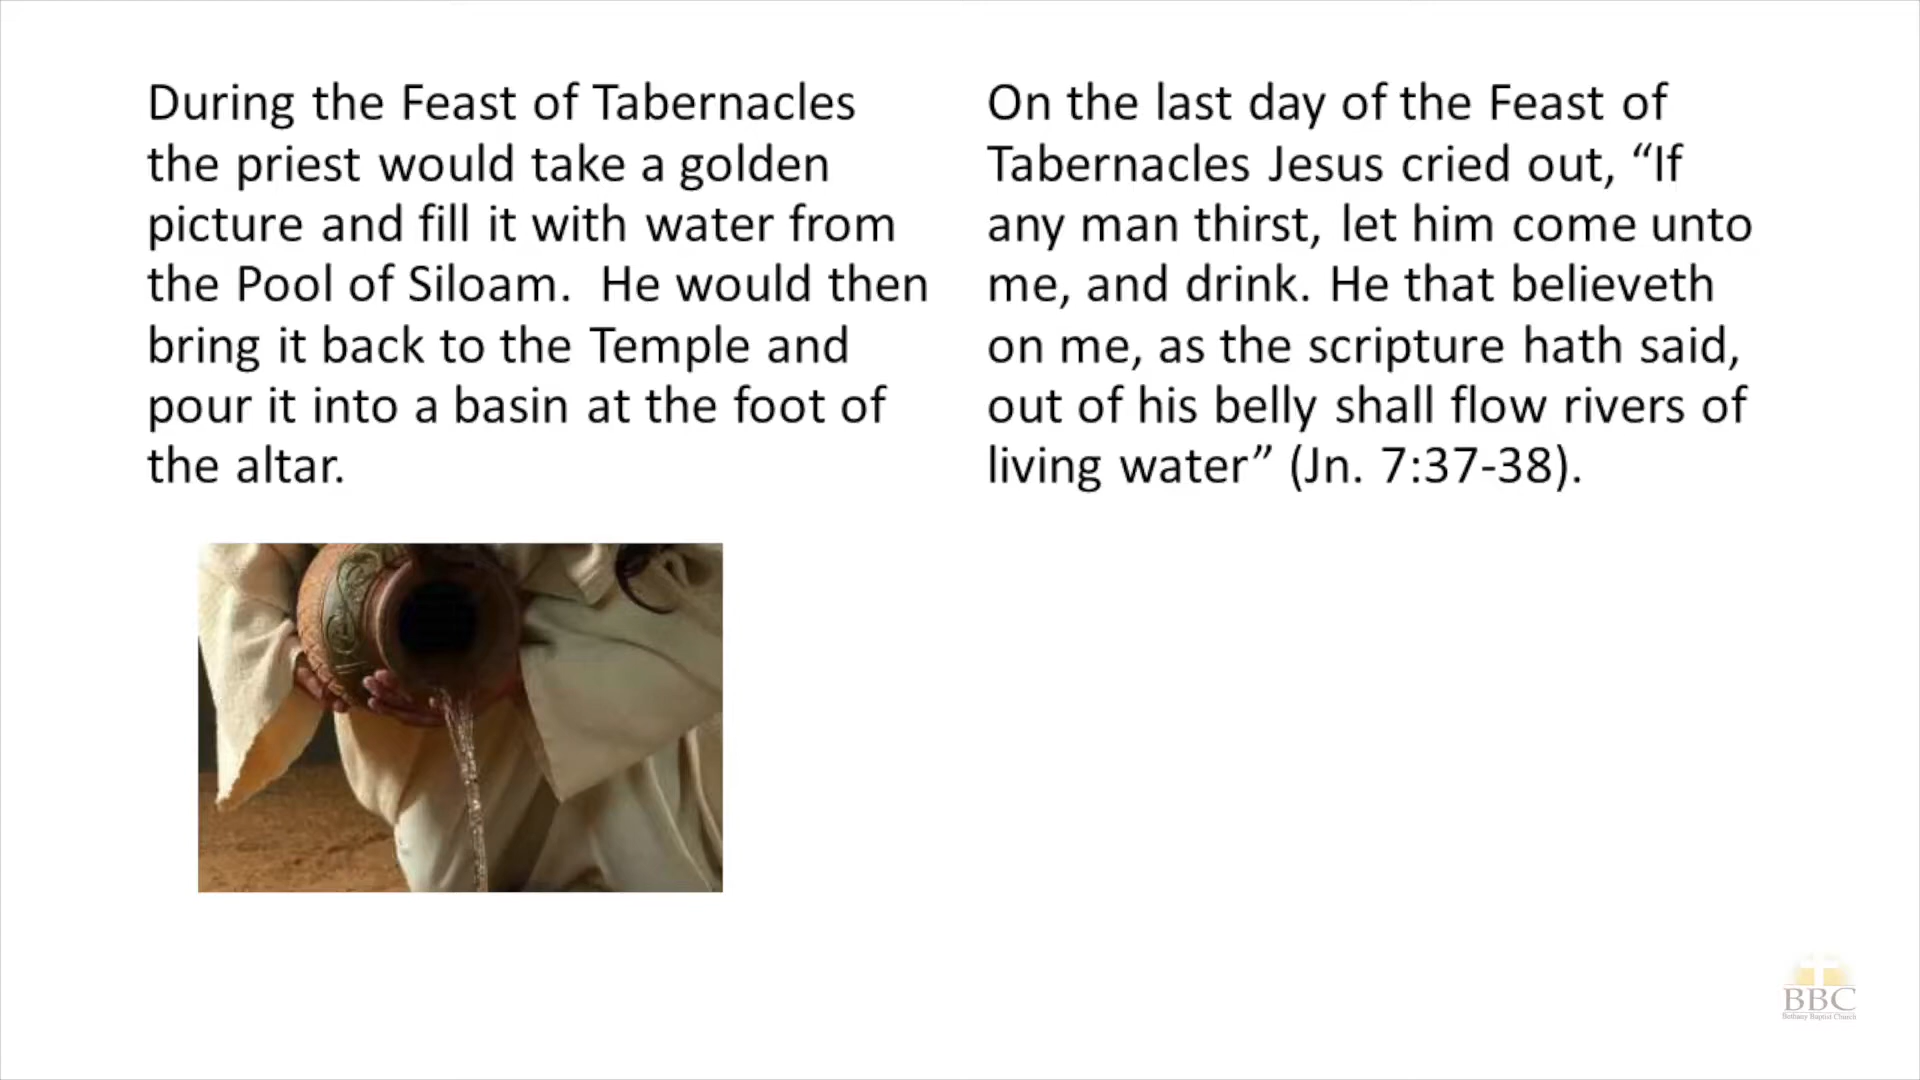 During the Feast of Tabernacles
the priest would take a golden
picture and fill it with water from
the Pool of Siloam.  He would then
bring it back to the Temple and
pour it into a basin at the foot of
the altar.
On the last day of the Feast of
Tabernacles Jesus cried out, “If
any man thirst, let him come unto
me, and drink. He that believeth
on me, as the scripture hath said,
out of his belly shall flow rivers of
living water” (Jn. 7:37-38).
BBC
Bethany Baptist Church